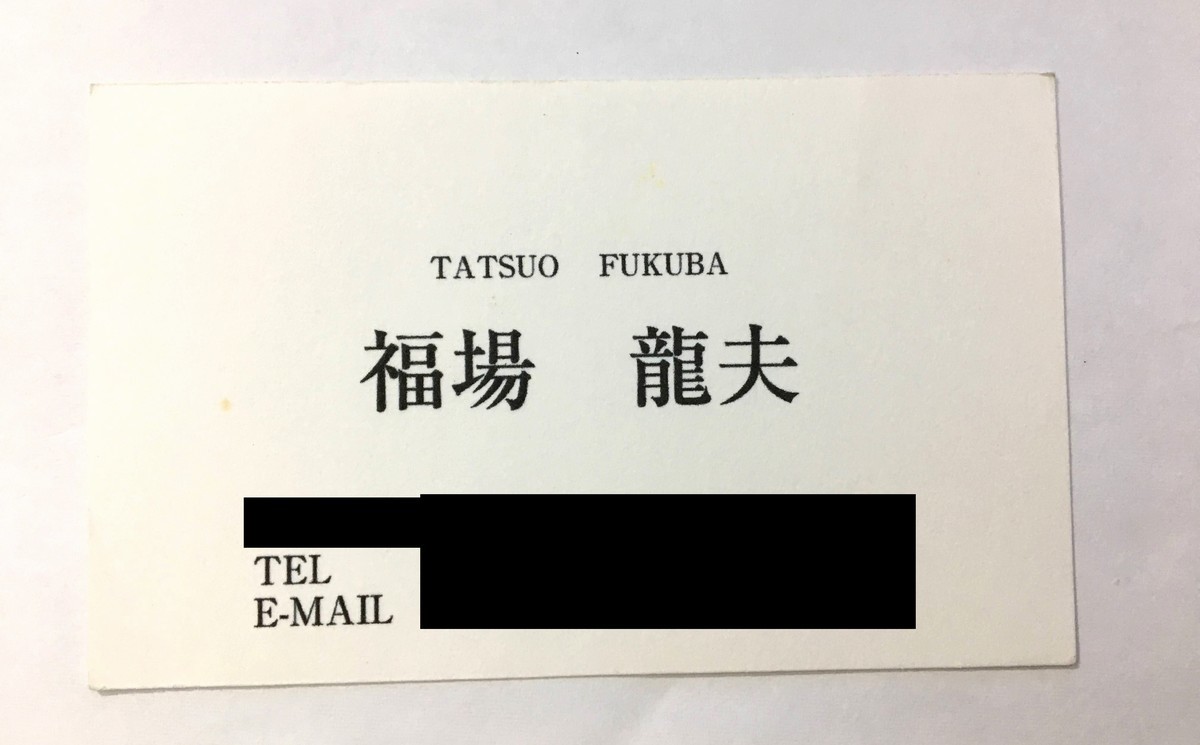 TATSUO FUKUBA
福場 龍夫
TEL
E-MAIL